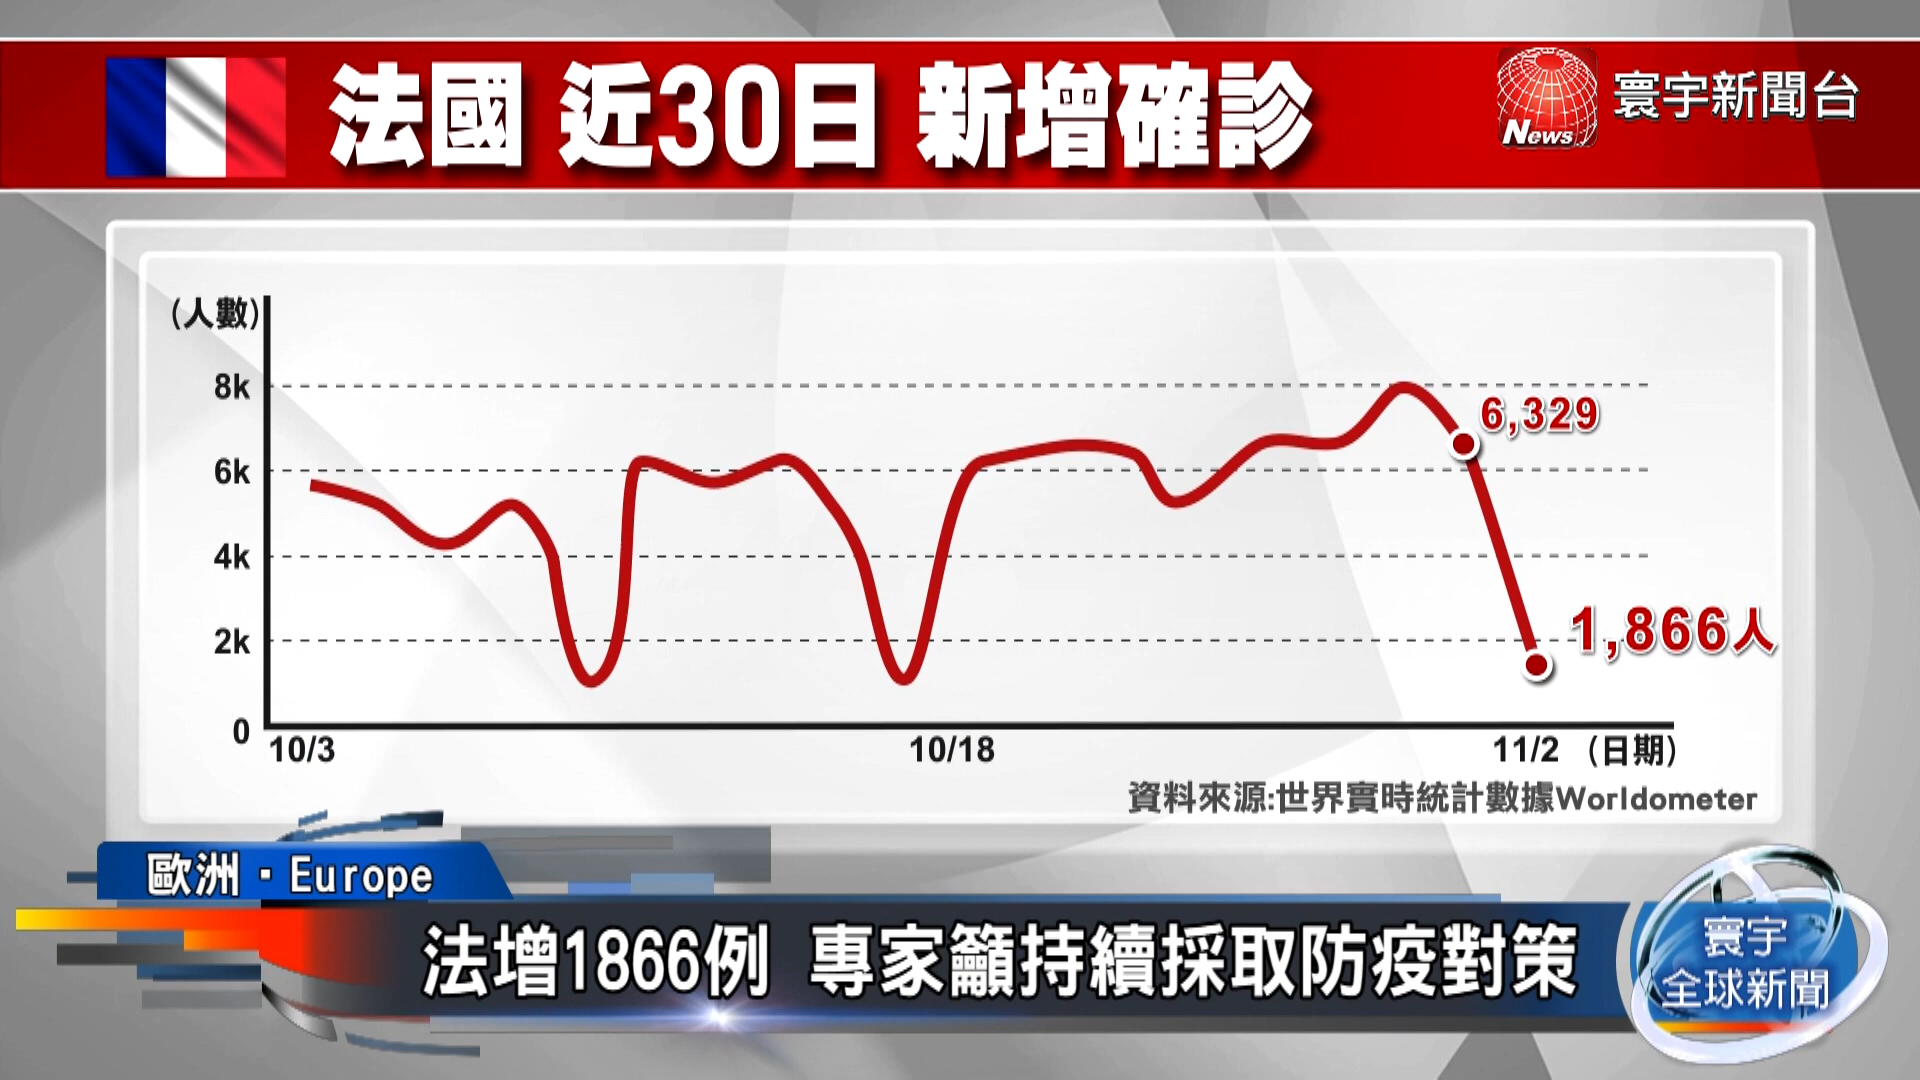 法國 近30日 新增確診
News
寰宇新聞台
(人數)
8k
6k
4k
2k
0
6,329
1,866人
10/3
10/18
11/2
(日期)
資料來源:世界實時統計數據Worldometer
歐洲·Europe
法增1866例 專家籲持續採取防疫對策
寰宇
全球新聞